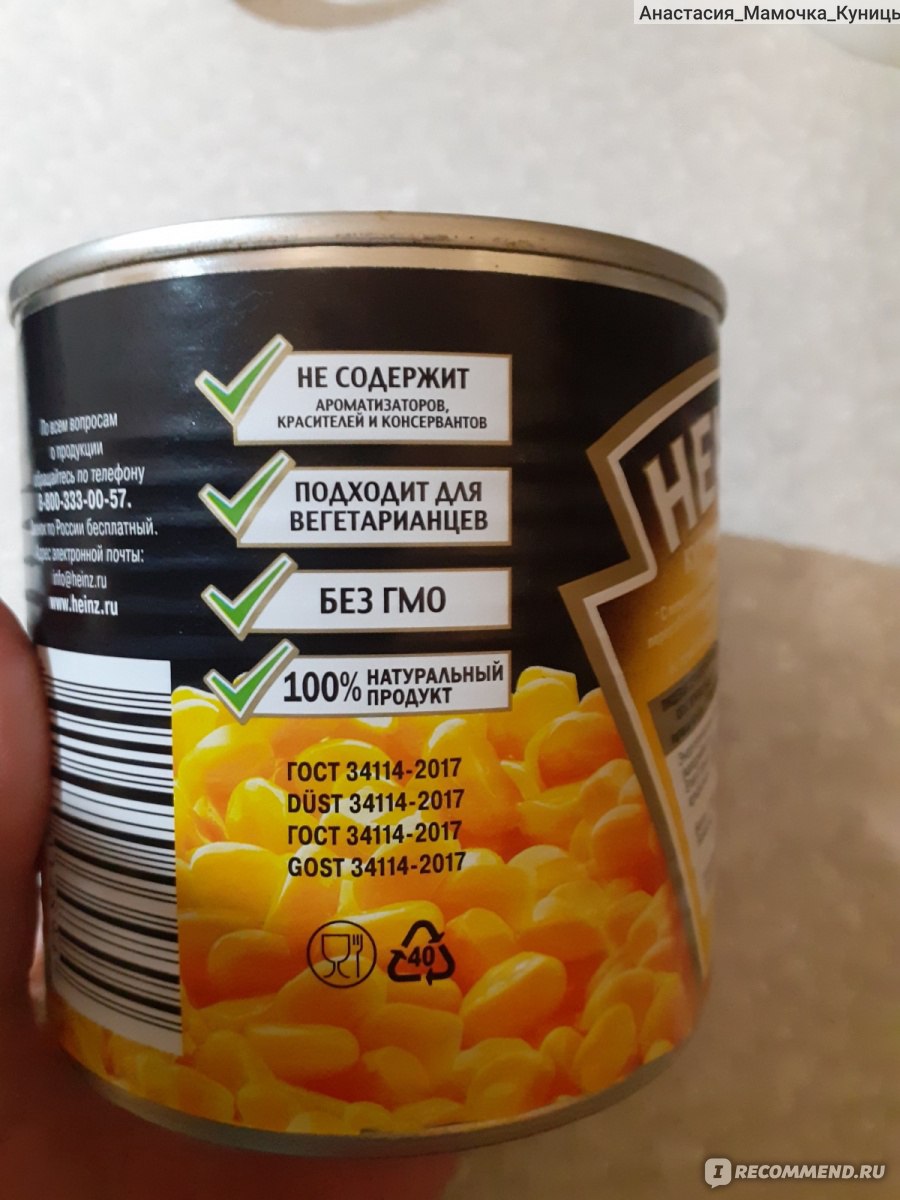 Анастасия_Мамочка_Куниць
НЕ СОДЕРЖИТ
АРОМАТИЗАТОРОВ,
КРАСИТЕЛЕЙ И КОНСЕРВАНТОВ
ПОДХОДИТ ДЛЯ
ВЕГЕТАРИАНЦЕВ
БЕЗ ГМО
100% НАТУРАЛЬНЫЙ
ПРОДУКТ
По всем вопросам
о продукции
обращайтесь по телефону
8-800-333-00-57.
Звонок по России бесплатный.
Адрес электронной почты:
info@heinz.ru
www.heinz.ru
ГОСТ 34114-2017
DÜST 34114-2017
ГОСТ 34114-2017
GOST 34114-2017
40
HE
IRECOMMEND.RU